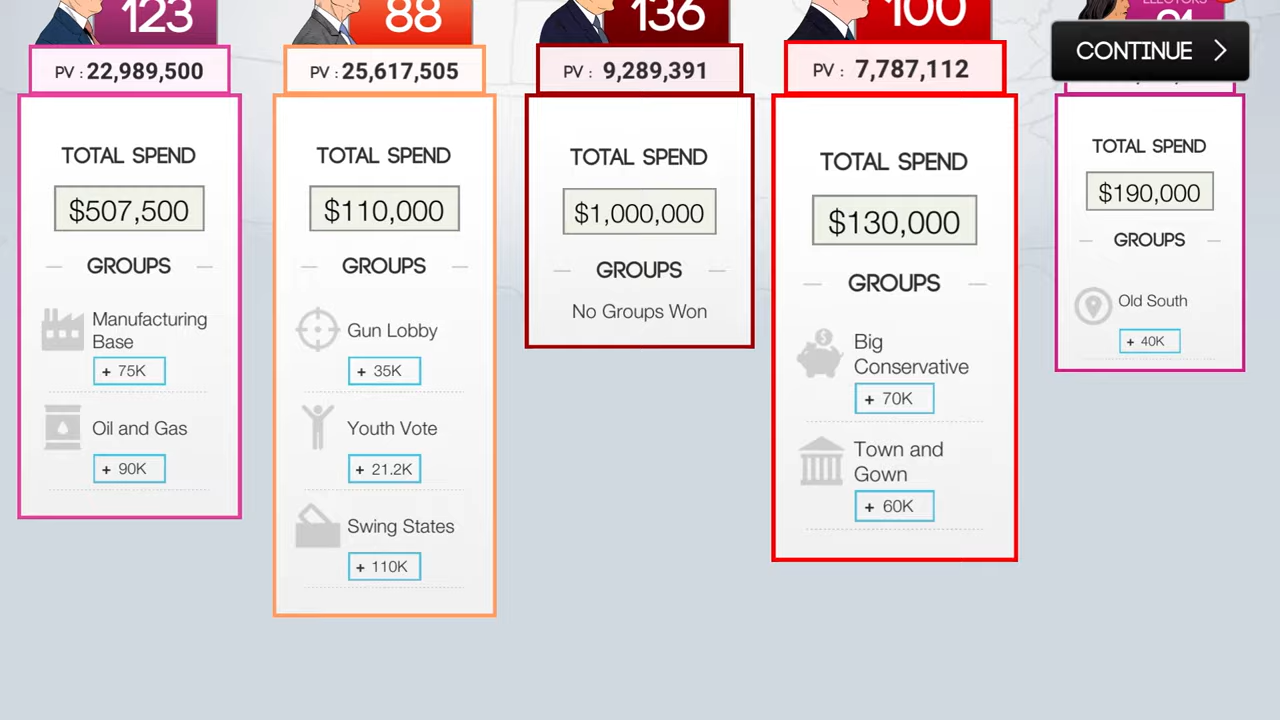 123
88
136
100
CONTINUE
PV : 22,989,500
PV : 25,617,505
PV : 9,289,391
PV : 7,787,112
TOTAL SPEND
$507,500
GROUPS
Manufacturing
Base
+ 75K
Oil and Gas
+ 90K
TOTAL SPEND
$110,000
GROUPS
Gun Lobby
+ 35K
Youth Vote
+ 21.2K
Swing States
+ 110K
TOTAL SPEND
$1,000,000
GROUPS
No Groups Won
TOTAL SPEND
$130,000
GROUPS
Big
Conservative
+ 70K
Town and
Gown
+ 60K
TOTAL SPEND
$190,000
GROUPS
Old South
+ 40K